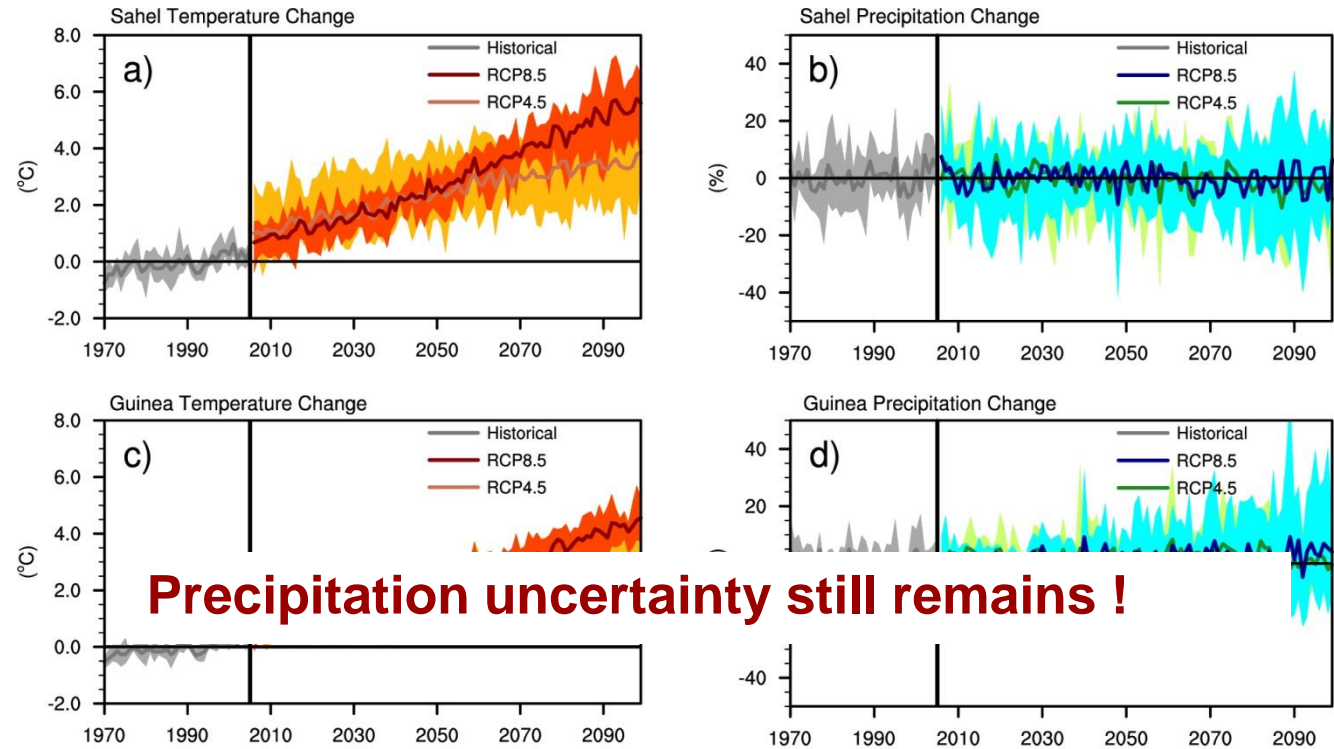 Sahel Temperature Change
8.0
6.0
4.0
2.0
0.0
-2.0
(°C)
a)
Historical
RCP8.5
RCP4.5
1970 1990 2010 2030 2050 2070 2090
Sahel Precipitation Change
40
20
0
-20
-40
(%)
b)
Historical
RCP8.5
RCP4.5
1970 1990 2010 2030 2050 2070 2090
Guinea Temperature Change
8.0
6.0
4.0
2.0
0.0
-2.0
(°C)
c)
Historical
RCP8.5
RCP4.5
1970 1990 2010 2030 2050 2070 2090
Guinea Precipitation Change
40
20
-40
d)
Historical
RCP8.5
RCP4.5
1970 1990 2010 2030 2050 2070 2090
Precipitation uncertainty still remains !